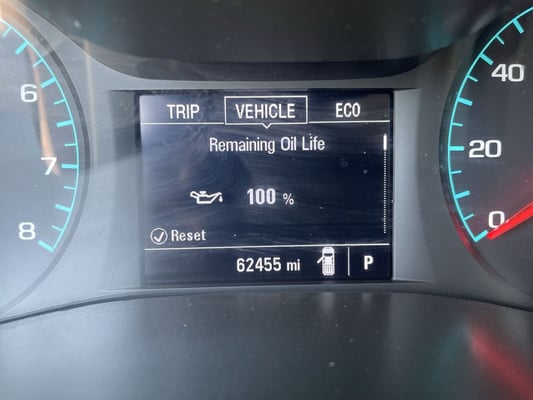 TRIP VEHICLE ECO
Remaining Oil Life
100 %
Reset
62455 mi P
6
7
8
40
20
0